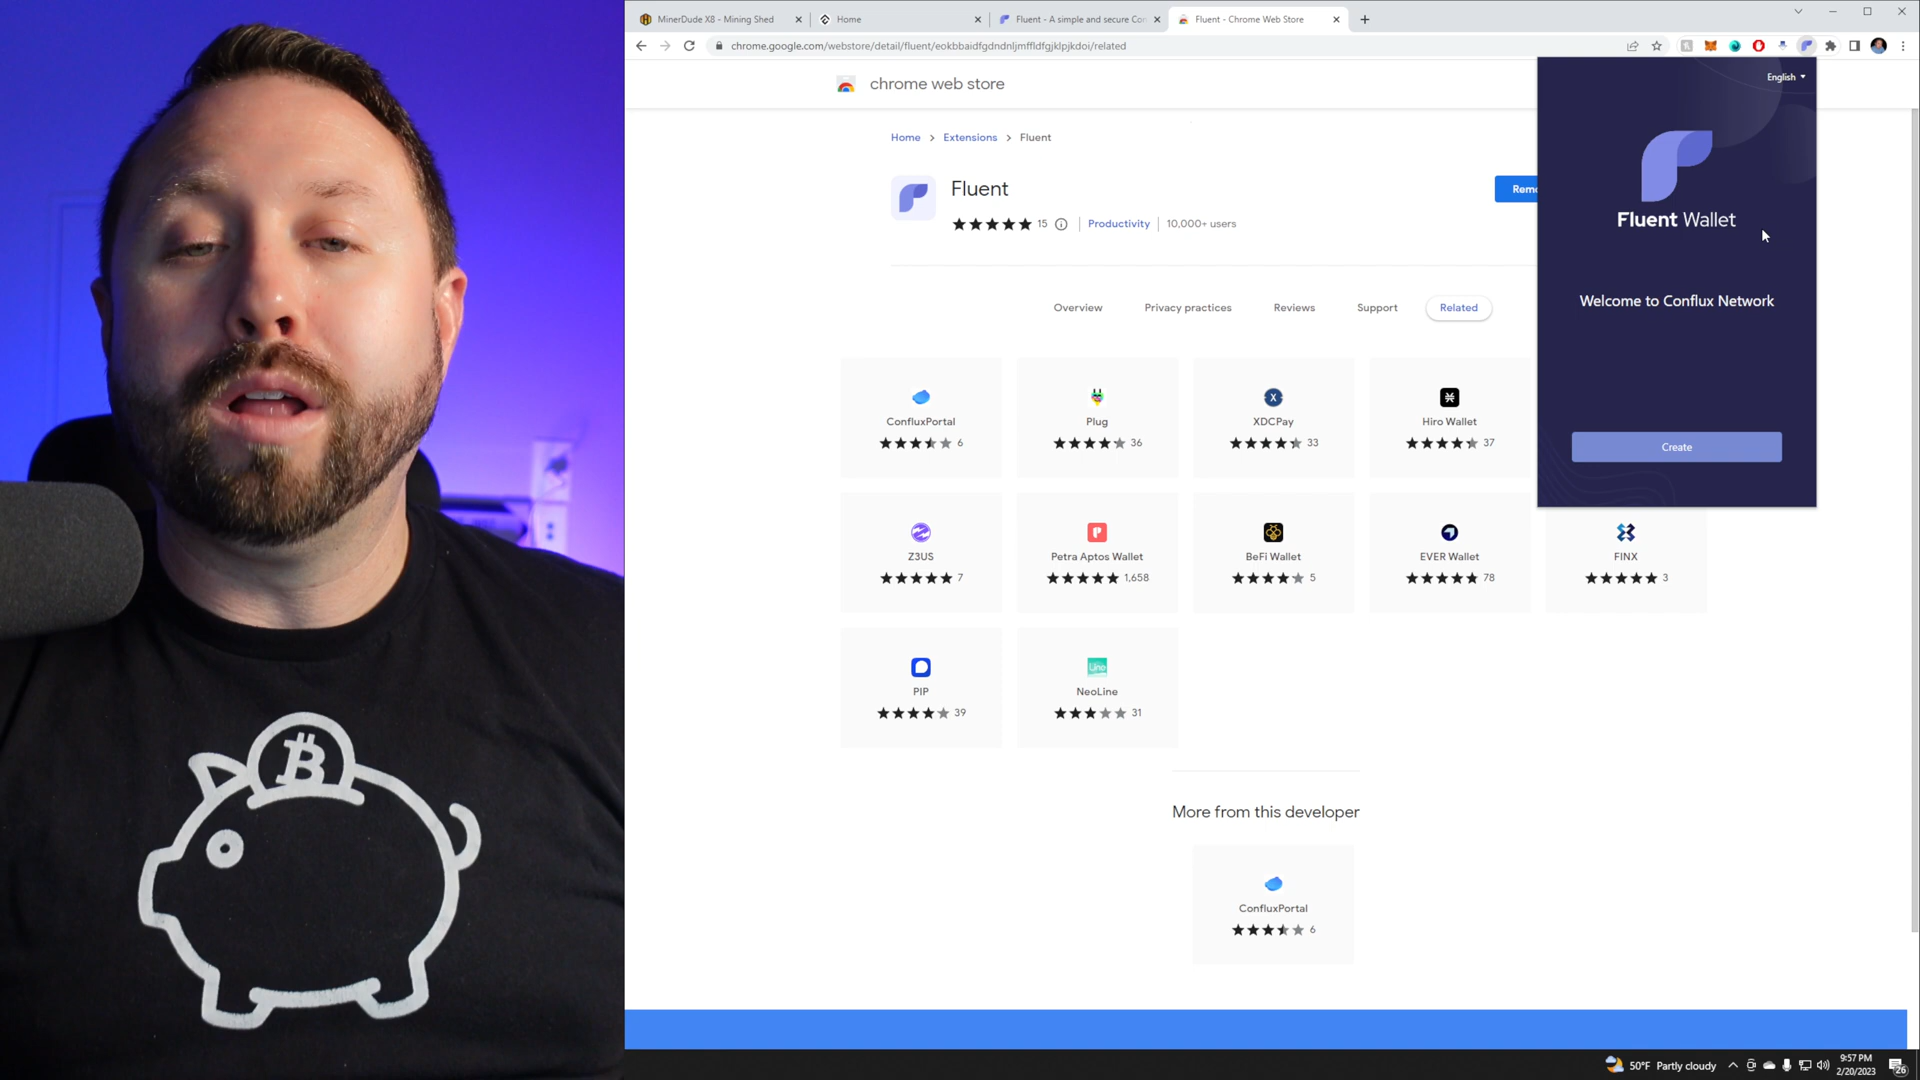 MinerDude X8 - Mining Shed
Home
Fluent - A simple and secure Con
Fluent - Chrome Web Store
chrome.google.com/webstore/detail/fluent/eokbbaidfgdndnljmffldfgjklpjkdoi/related
English
chrome web store
Home > Extensions > Fluent
Fluent
Remo
15
Productivity
10,000+ users
Fluent Wallet
Welcome to Conflux Network
Create
Overview
Privacy practices
Reviews
Support
Related
ConfluxPortal
6
Plug
36
XDCPay
33
Hiro Wallet
37
Z3US
7
Petra Aptos Wallet
1,658
BeFi Wallet
5
EVER Wallet
78
FINX
3
PIP
39
Uno
NeoLine
31
More from this developer
ConfluxPortal
6
50°F Partly cloudy
9:57 PM
2/20/2023
26